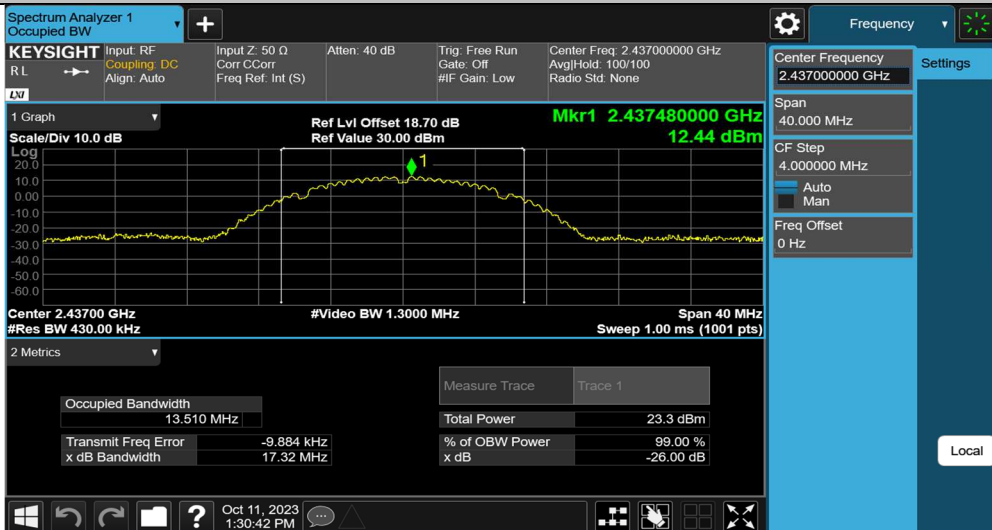 Spectrum Analyzer 1
Occupied BW
KEYSIGHT
RL
LXI
Input: RF
Coupling: DC
Align: Auto
Input Z: 50 Ω
Corr CCorr
Freq Ref: Int (S)
Atten: 40 dB
Trig: Free Run
Gate: Off
#IF Gain: Low
Center Freq: 2.437000000 GHz
Avg|Hold: 100/100
Radio Std: None
1 Graph
Scale/Div 10.0 dB
Ref Lvl Offset 18.70 dB
Ref Value 30.00 dBm
Mkr1 2.437480000 GHz
12.44 dBm
Log
20.0
10.0
0.00
-10.0
-20.0
-30.0
-40.0
-50.0
-60.0
1
Center 2.43700 GHz
#Res BW 430.00 kHz
#Video BW 1.3000 MHz
Span 40 MHz
Sweep 1.00 ms (1001 pts)
2 Metrics
Measure Trace
Trace 1
Occupied Bandwidth
13.510 MHz
Total Power 23.3 dBm
Transmit Freq Error -9.884 kHz
% of OBW Power 99.00 %
x dB Bandwidth 17.32 MHz
x dB -26.00 dB
?
Oct 11, 2023
1:30:42 PM
Frequency
Center Frequency
2.437000000 GHz
Span
40.000 MHz
CF Step
4.000000 MHz
Auto
Man
Freq Offset
0 Hz
Settings
Local